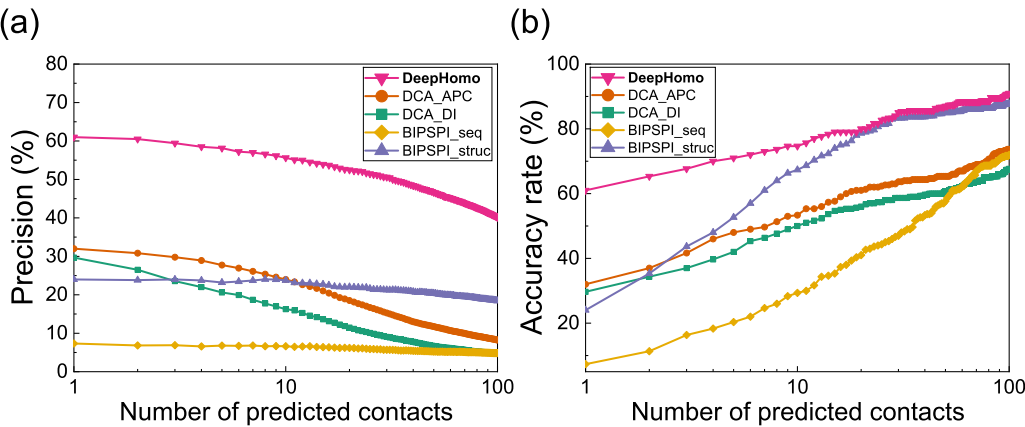 (a)
(b)
80
70
60
50
40
30
20
10
0
Precision (%)
DeepHomo
DCA_APC
DCA_DI
BIPSPI_seq
BIPSPI_struc
1
10
100
Number of predicted contacts
100
80
60
40
20
Accuracy rate (%)
DeepHomo
DCA_APC
DCA_DI
BIPSPI_seq
BIPSPI_struc
1
10
100
Number of predicted contacts